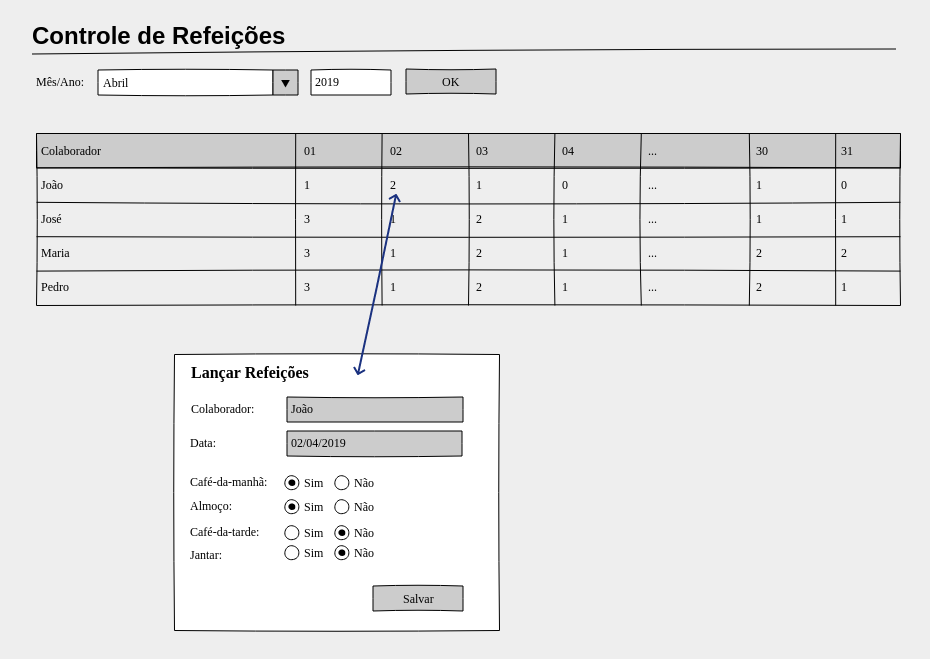 Controle de Refeições
Mês/Ano: Abril 2019 OK
Colaborador 01 02 03 04 ... 30 31
João 1 2 1 0 ... 1 0
José 3 1 2 1 ... 1 1
Maria 3 1 2 1 ... 2 2
Pedro 3 1 2 1 ... 2 1
Lançar Refeições
Colaborador: João
Data: 02/04/2019
Café-da-manhã: Sim Não
Almoço: Sim Não
Café-da-tarde: Sim Não
Jantar: Sim Não
Salvar